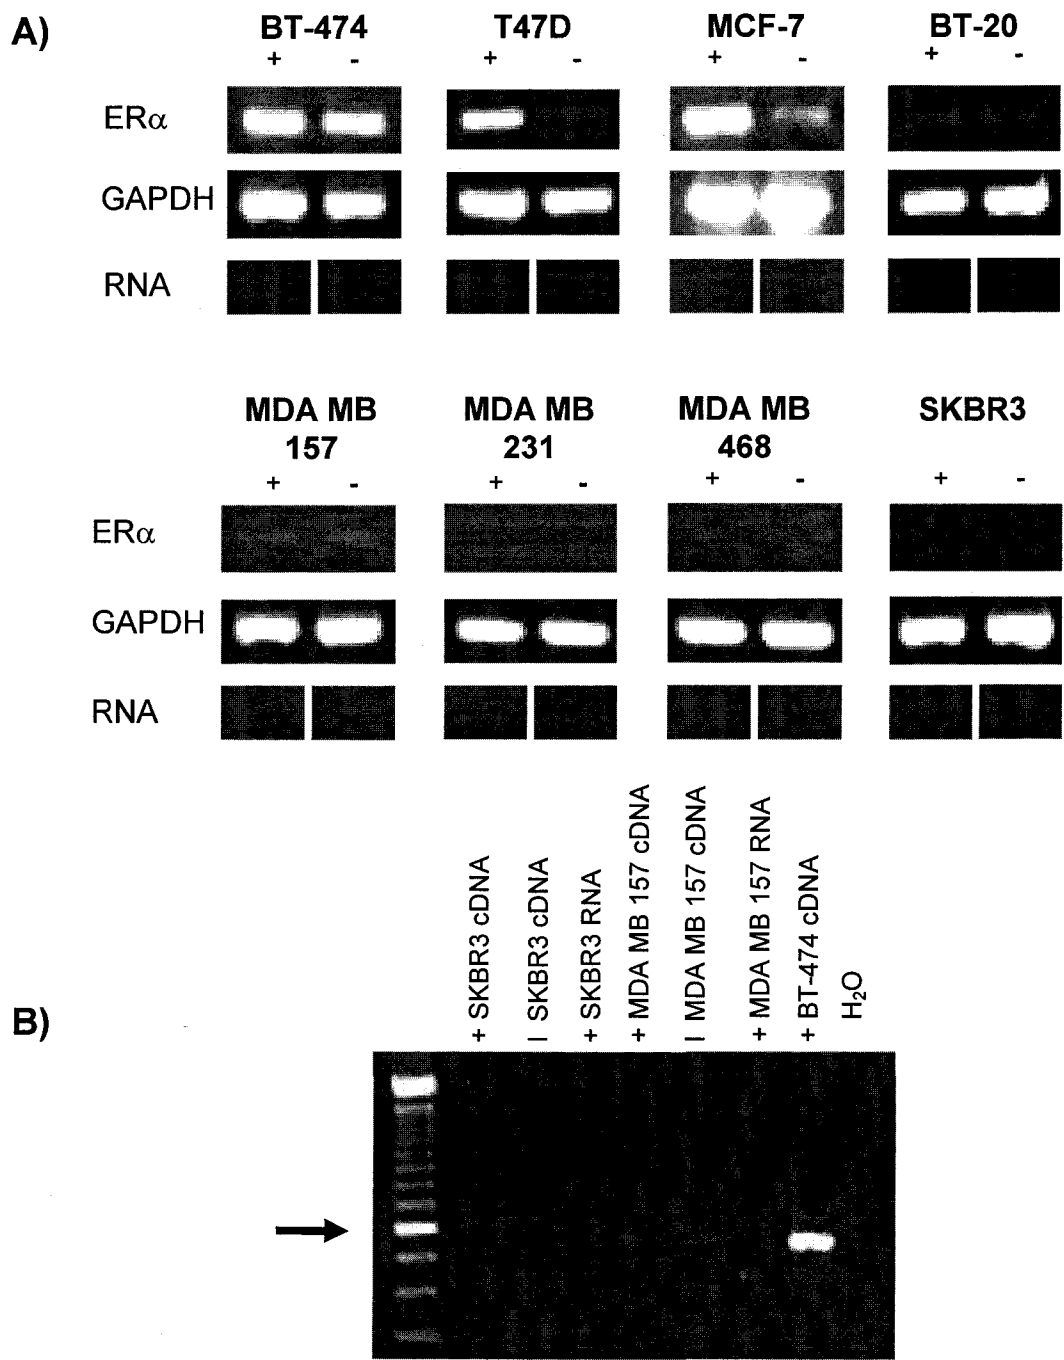 A)
BT-474 T47D MCF-7 BT-20
+ - + - + - + -
ERα
GAPDH
RNA
MDA MB 157 MDA MB 231 MDA MB 468 SKBR3
+ - + - + - + -
ERα
GAPDH
RNA
+ SKBR3 cDNA
– SKBR3 cDNA
+ SKBR3 RNA
+ MDA MB 157 cDNA
– MDA MB 157 cDNA
+ MDA MB 157 RNA
+ BT-474 cDNA
H₂O
B)